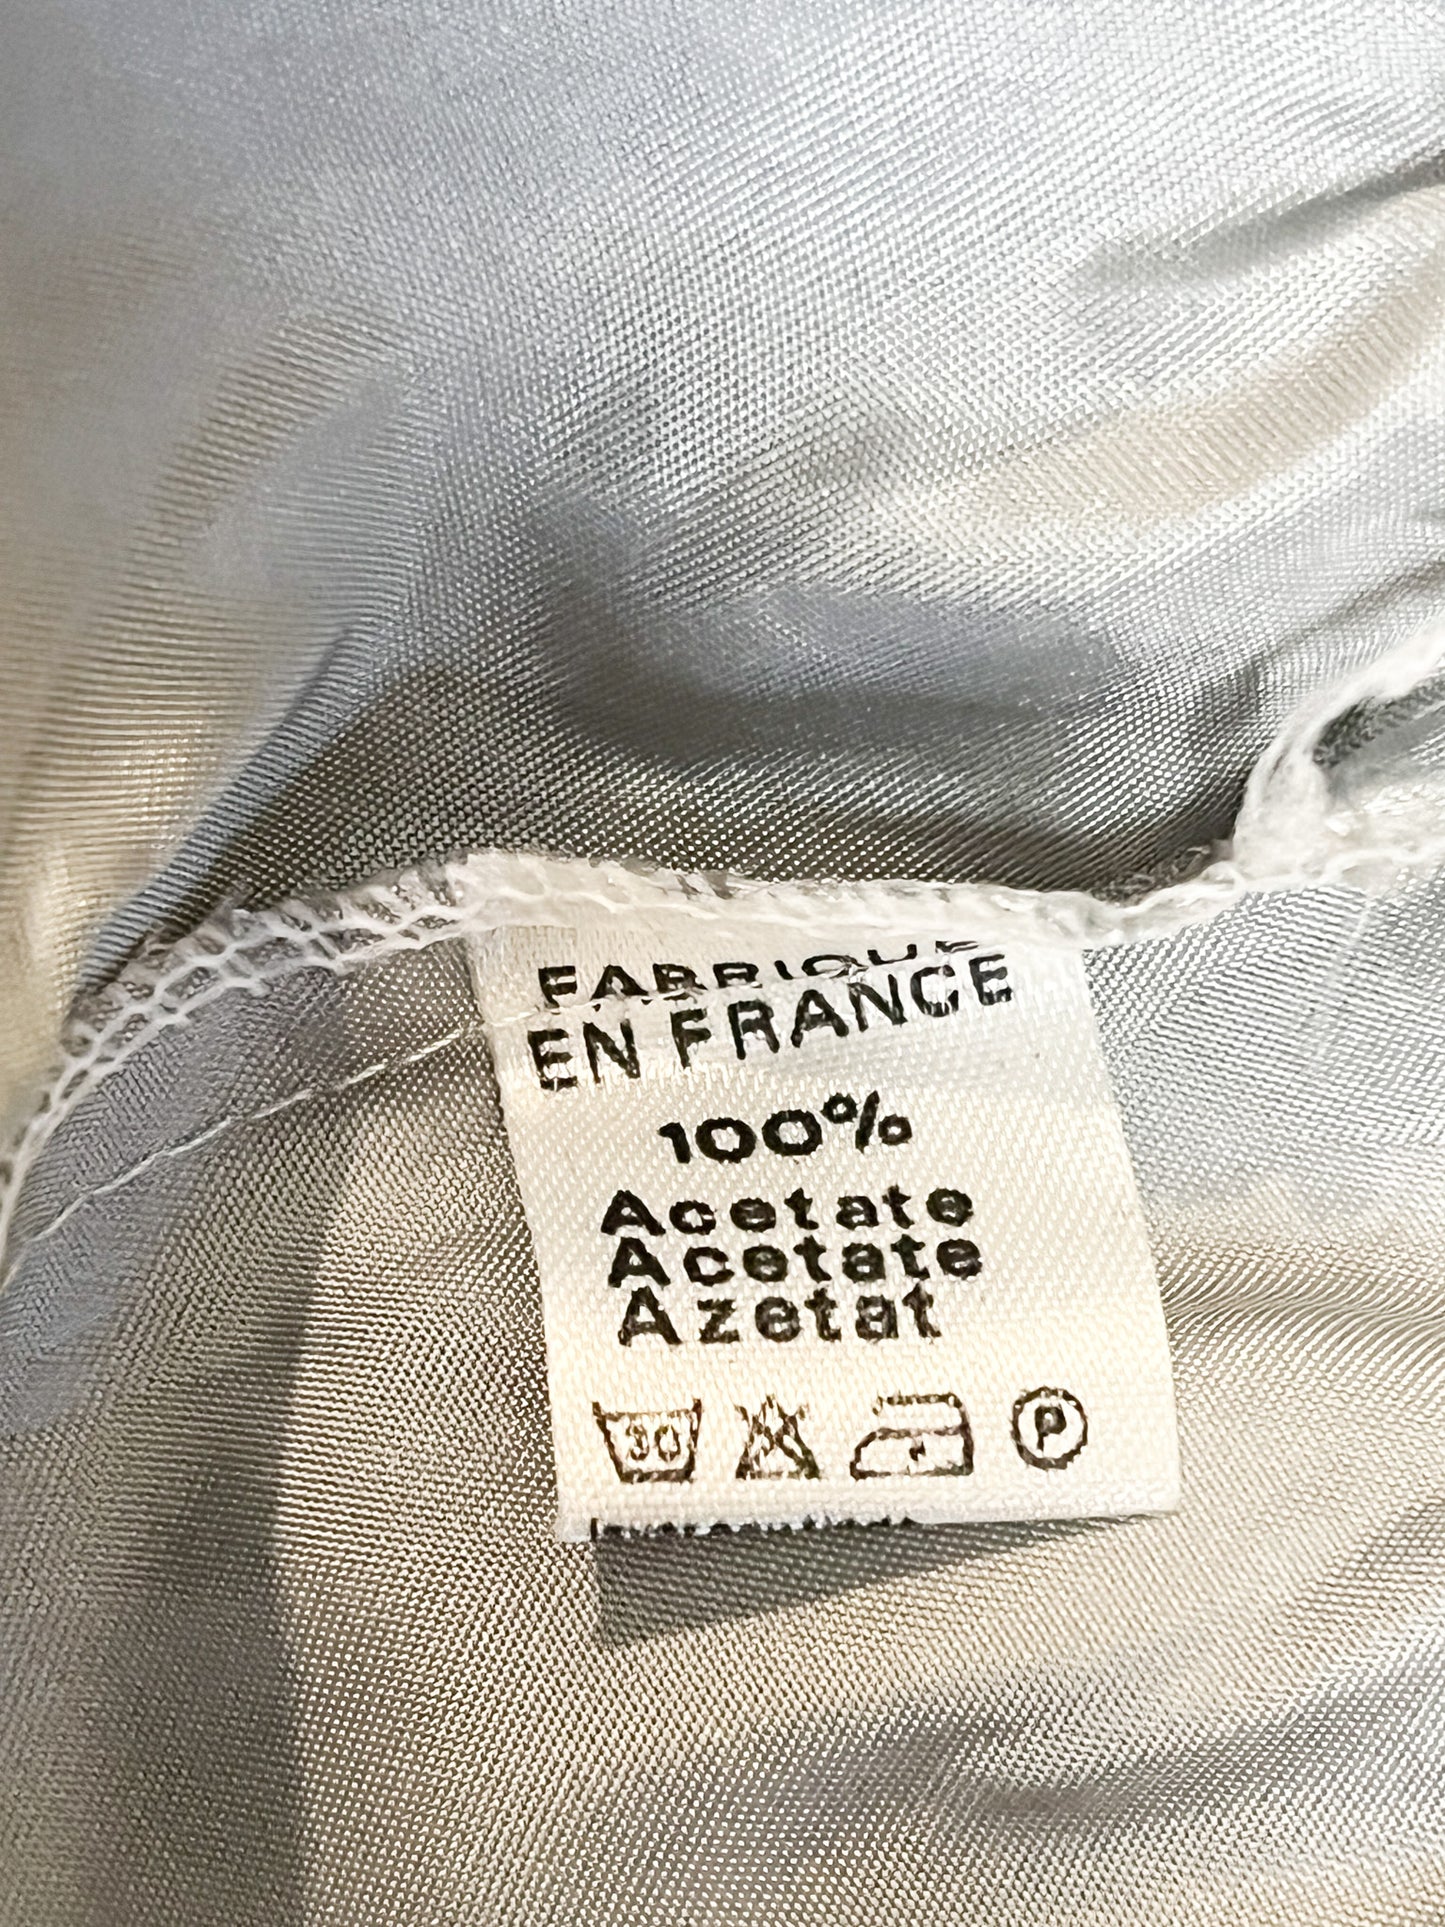 FABRIQUE
EN FRANCE
100%
Acetate
Acetate
Azetat
30
P